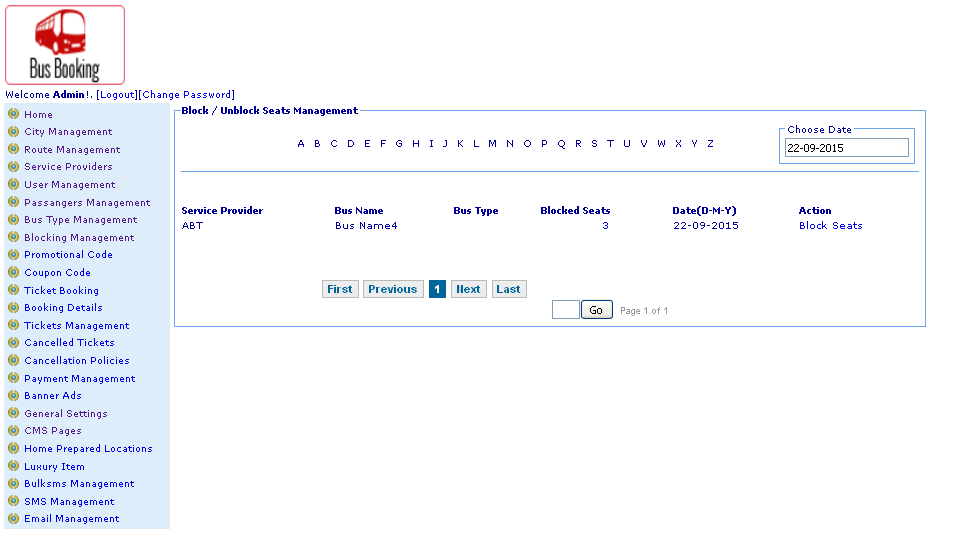 Bus Booking
Welcome Admin!. [Logout][Change Password]
Home
City Management
Route Management
Service Providers
User Management
Passangers Management
Bus Type Management
Blocking Management
Promotional Code
Coupon Code
Ticket Booking
Booking Details
Tickets Management
Cancelled Tickets
Cancellation Policies
Payment Management
Banner Ads
General Settings
CMS Pages
Home Prepared Locations
Luxury Item
Bulksms Management
SMS Management
Email Management
Block / Unblock Seats Management
A B C D E F G H I J K L M N O P Q R S T U V W X Y Z
Choose Date
22-09-2015
Service Provider Bus Name Bus Type Blocked Seats Date(D-M-Y) Action
ABT Bus Name4 3 22-09-2015 Block Seats
First Previous 1 Next Last
Go Page 1 of 1